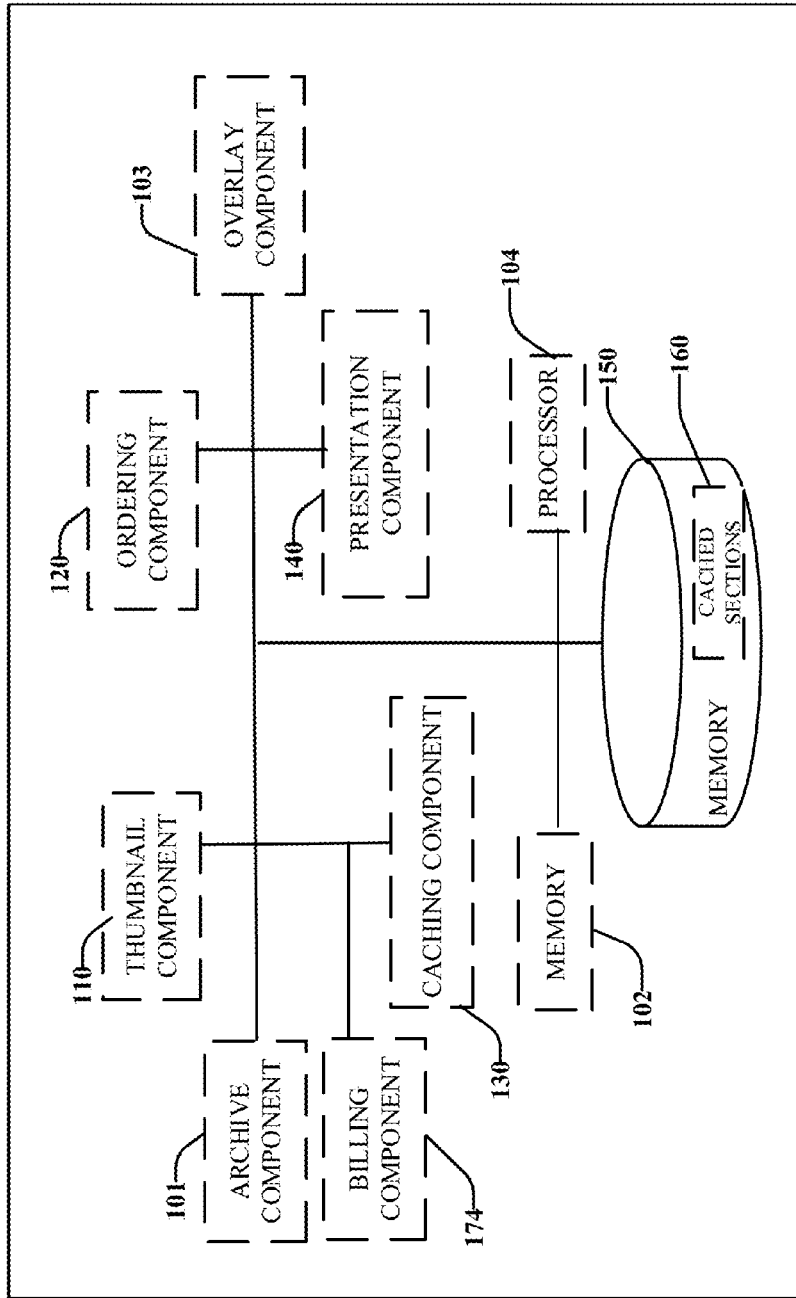 110
THUMBNAIL
COMPONENT
120
ORDERING
COMPONENT
103
OVERLAY
COMPONENT
101
ARCHIVE
COMPONENT
BILLING
COMPONENT
174
CACHING COMPONENT
130
140
PRESENTATION
COMPONENT
MEMORY
102
PROCESSOR
104
150
MEMORY
CACHED
SECTIONS
160